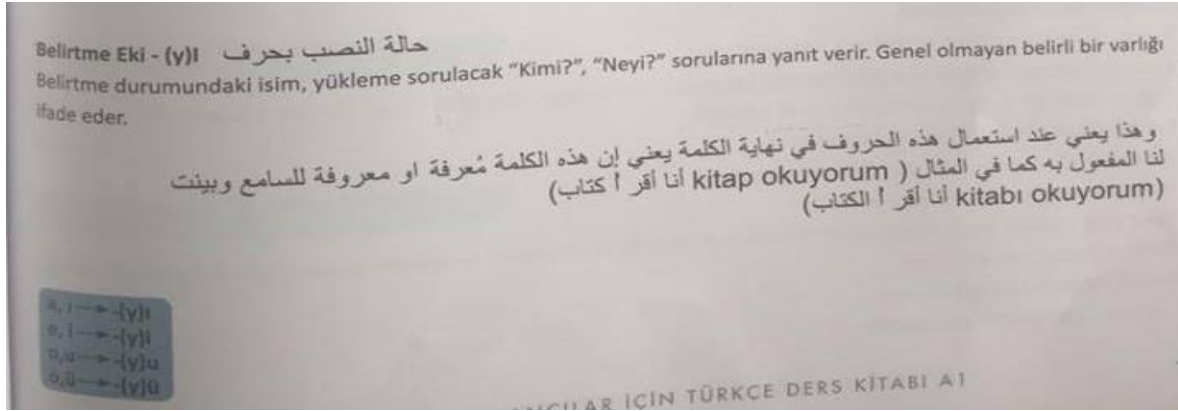 Belirtme Eki - (y)I حالة النصب بحرف
Belirtme durumundaki isim, yükleme sorulacak "Kimi?", "Neyi?" sorularına yanıt verir. Genel olmayan belirli bir varlığı
ifade eder.
وهذا يعني عند استعمال هذه الحروف في نهاية الكلمة يعني إن هذه الكلمة مُعرفة او معروفة للسامع وبينت
لنا المفعول به كما في المثال ( kitap okuyorum أنا أقر أ كتاب)
(kitabı okuyorum أنا أقر أ الكتاب)
a, ı → -(y)ı
e, i → -(y)i
o,u → -(y)u
ö,ü → -(y)ü
İÇİN TÜRKÇE DERS KİTABI A1